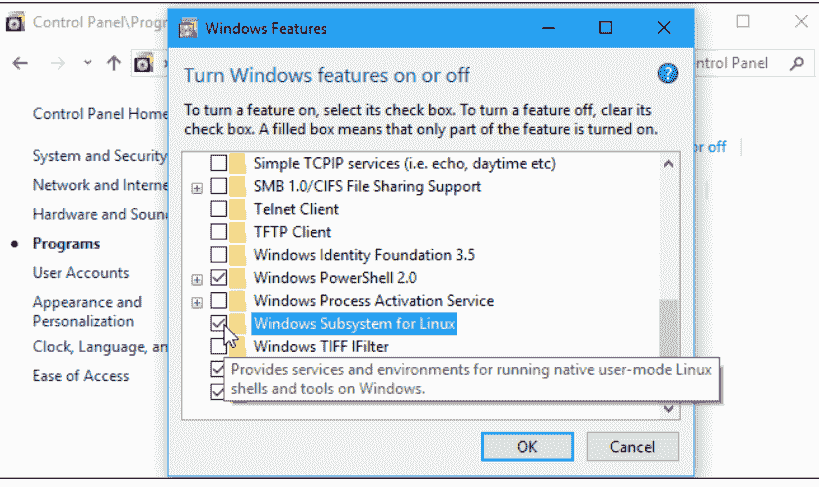 Control Panel\Progr
Windows Features
ntrol Panel
Turn Windows features on or off
?
To turn a feature on, select its check box. To turn a feature off, clear its
check box. A filled box means that only part of the feature is turned on.
Control Panel Home
System and Security
Network and Interne
Hardware and Soun
Programs
User Accounts
Appearance and
Personalization
Clock, Language, an
Ease of Access
or off
Simple TCPIP services (i.e. echo, daytime etc)
SMB 1.0/CIFS File Sharing Support
Telnet Client
TFTP Client
Windows Identity Foundation 3.5
Windows PowerShell 2.0
Windows Process Activation Service
Windows Subsystem for Linux
Windows TIFF IFilter
Provides services and environments for running native user-mode Linux
shells and tools on Windows.
OK
Cancel